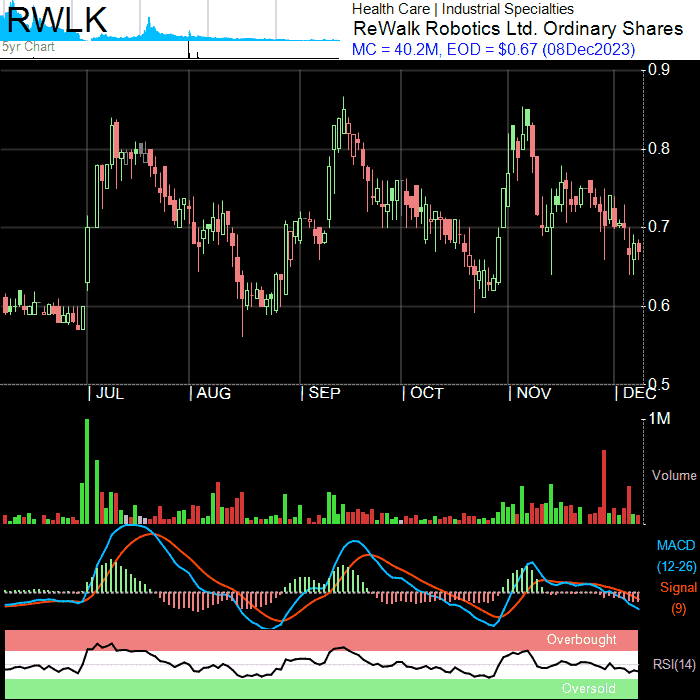 RWLK
5yr Chart
Health Care | Industrial Specialties
ReWalk Robotics Ltd. Ordinary Shares
MC = 40.2M, EOD = $0.67 (08Dec2023)
0.9
0.8
0.7
0.6
0.5
| JUL | AUG | SEP | OCT | NOV | DEC
1M
Volume
MACD
(12-26)
Signal
(9)
Overbought
RSI(14)
Oversold